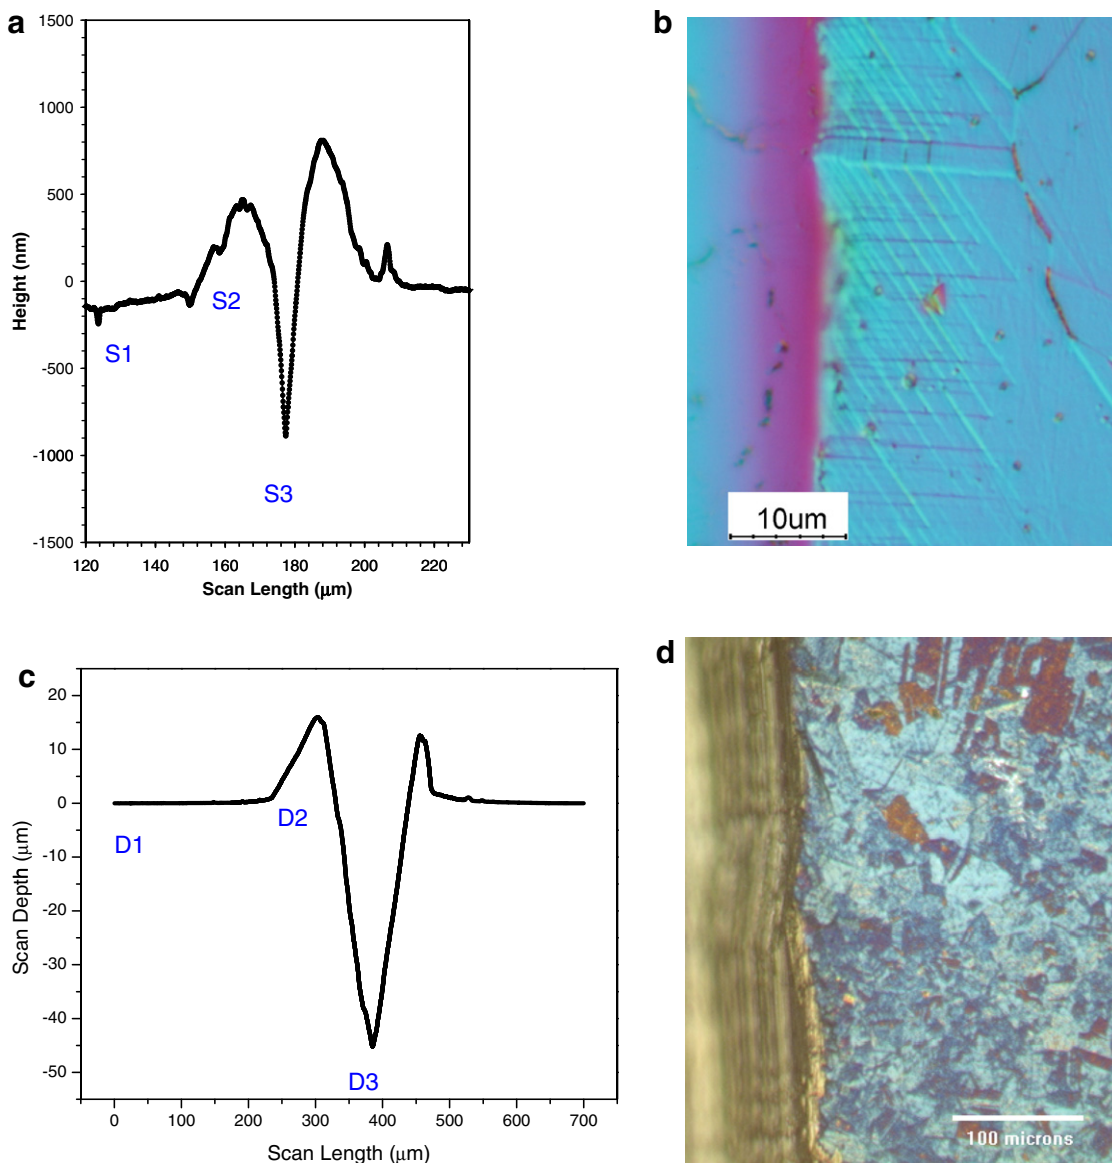 a
1500
1000
500
0
-500
-1000
-1500
Height (nm)
S1
S2
S3
120 140 160 180 200 220
Scan Length (μm)
b
10um
c
20
10
0
-10
-20
-30
-40
-50
Scan Depth (μm)
D1
D2
D3
0 100 200 300 400 500 600 700
Scan Length (μm)
d
100 microns